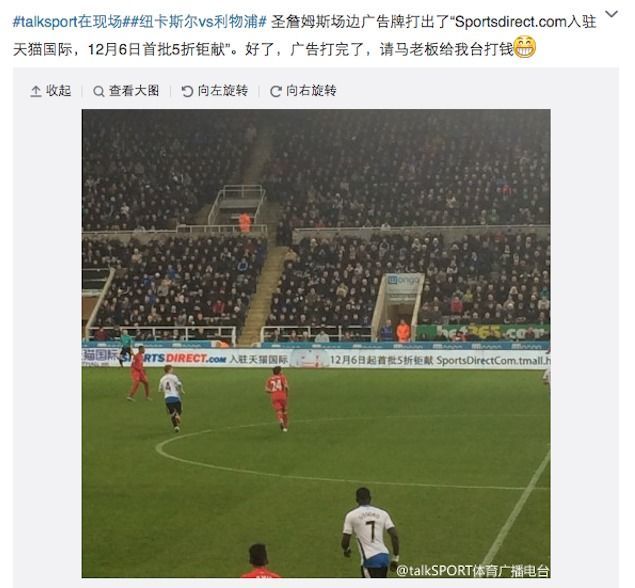 #talksport在现场##纽卡斯尔vs利物浦# 圣詹姆斯场边广告牌打出了“Sportsdirect.com入驻
天猫国际，12月6日首批5折钜献”。好了，广告打完了，请马老板给我台打钱
收起 查看大图 向左旋转 向右旋转
wonga
bet365.com
猫国际 SPORTSDIRECT.COM 入驻天猫国际 12月6日起首批5折钜献 SportsDirectCom.tmall.h
4
24
SISSOKO
7
@talkSPORT体育广播电台